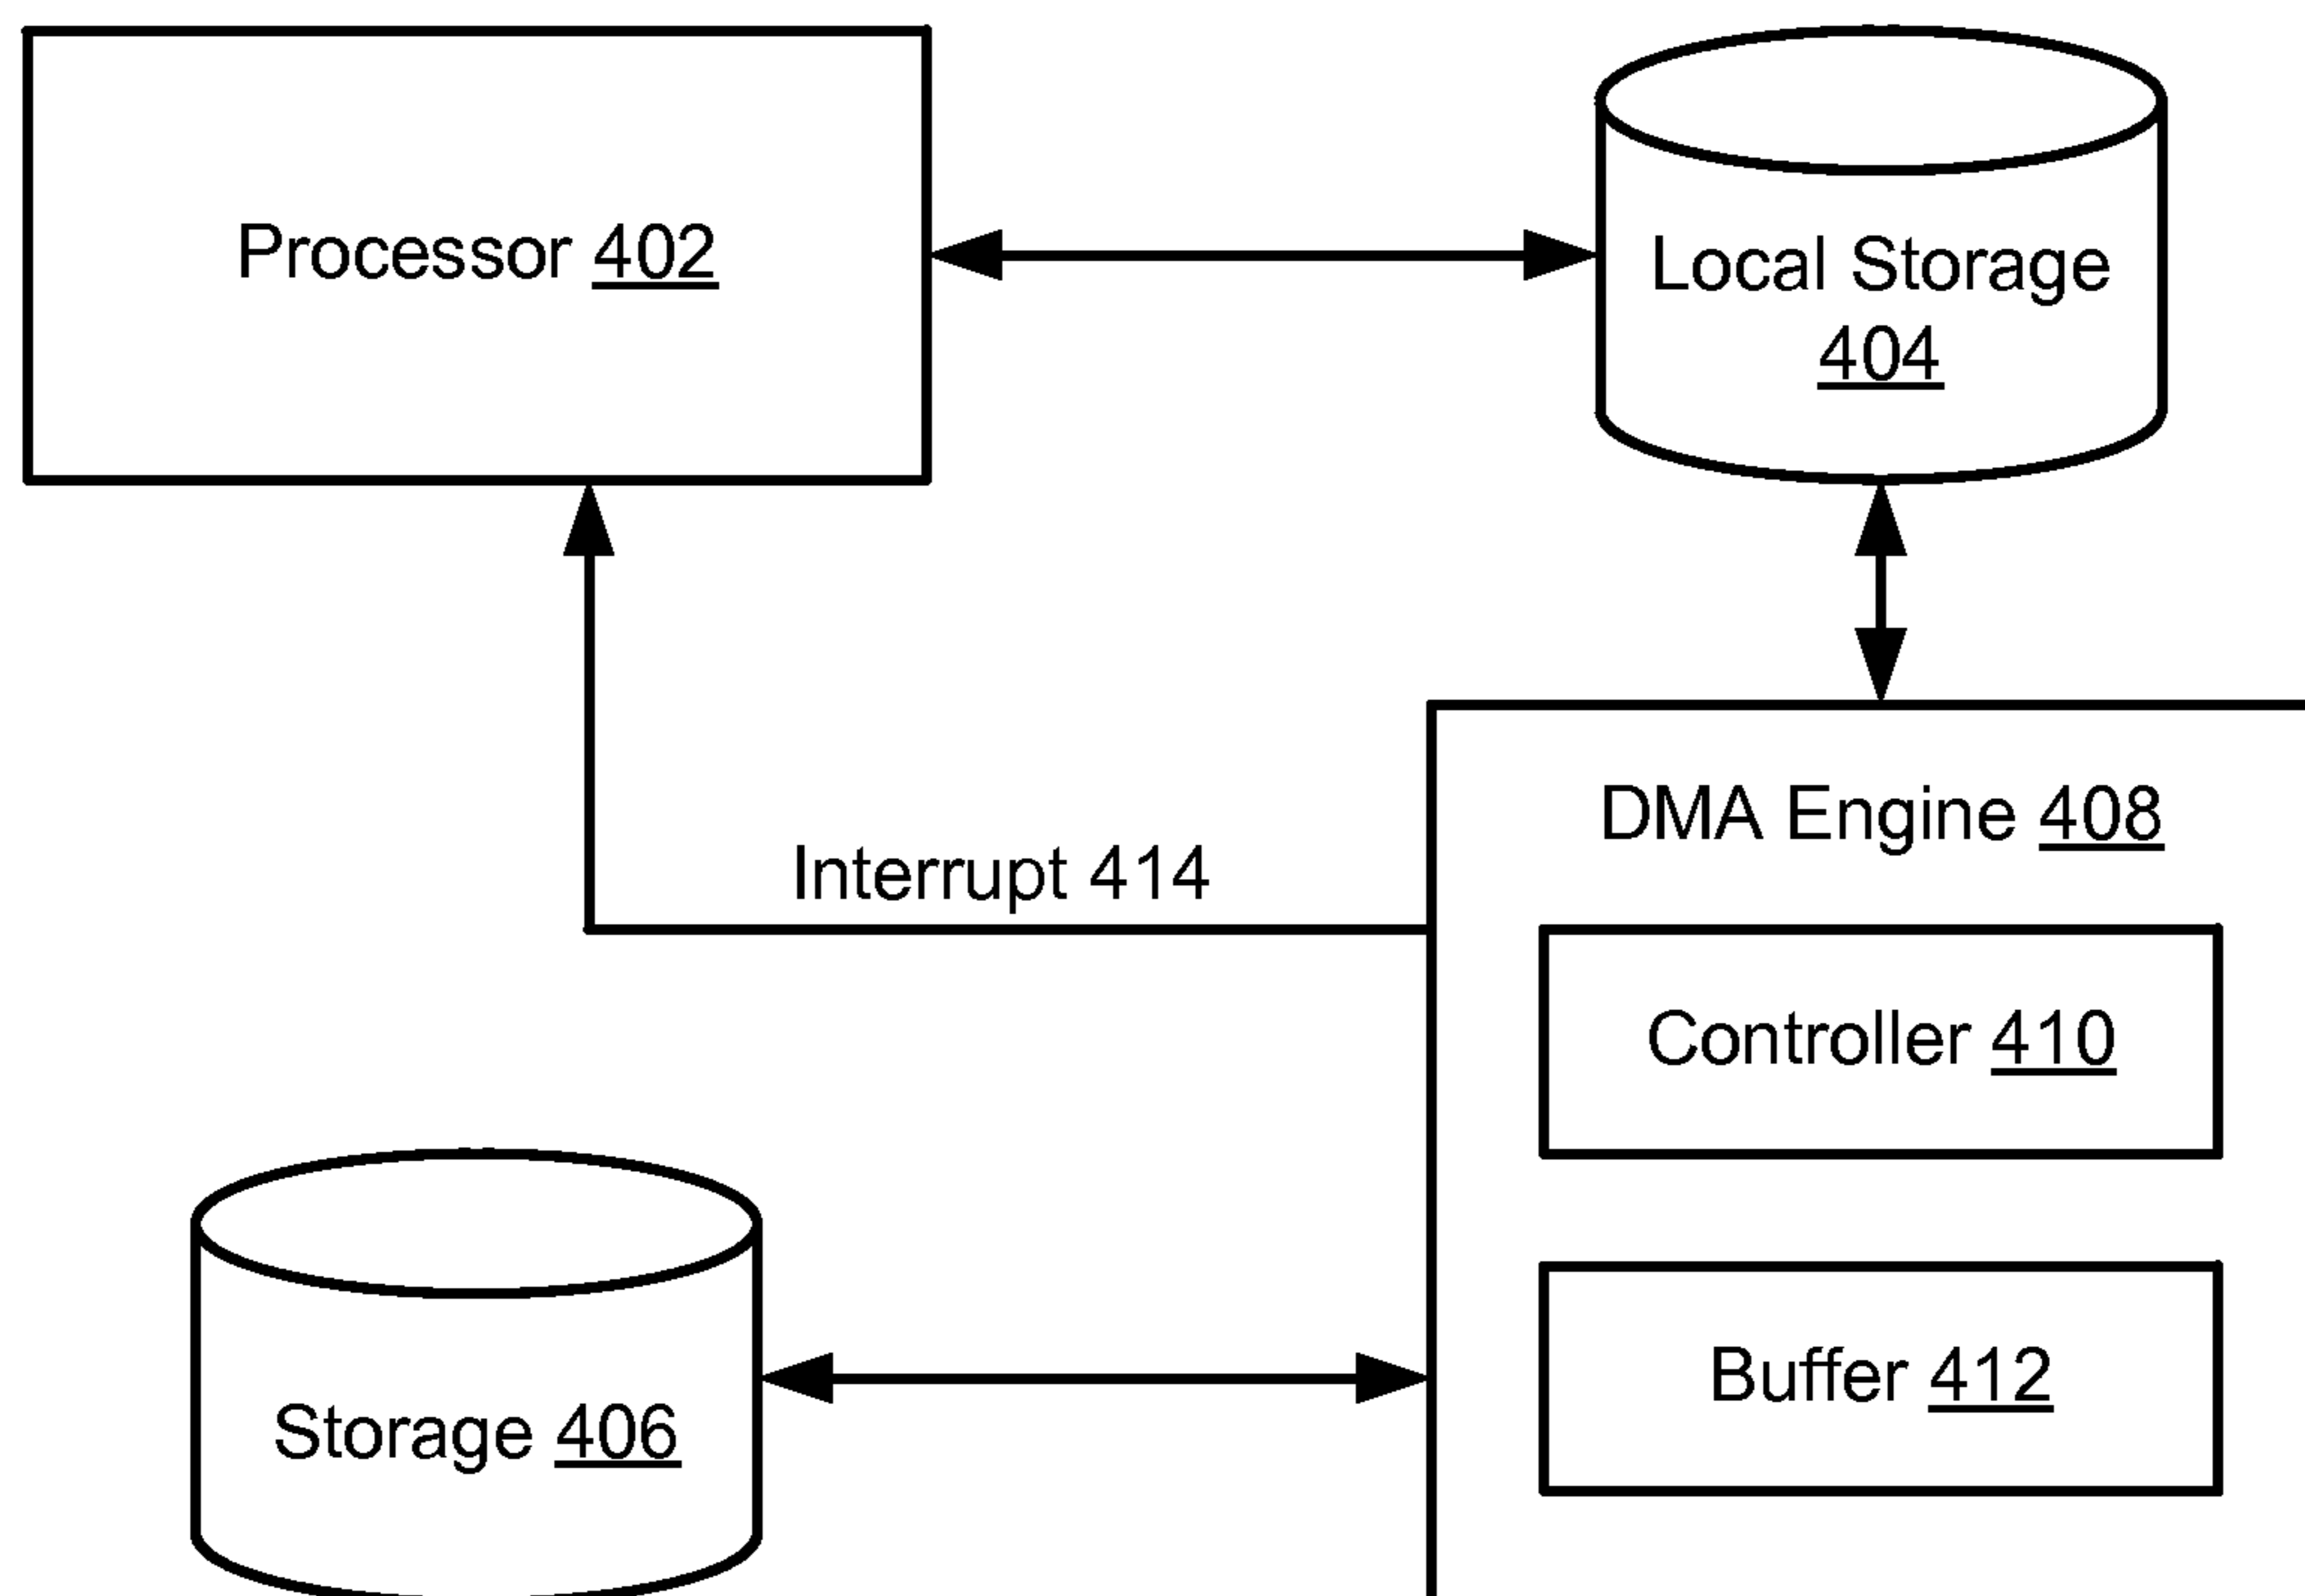 Processor 402
Local Storage
404
DMA Engine 408
Interrupt 414
Controller 410
Buffer 412
Storage 406